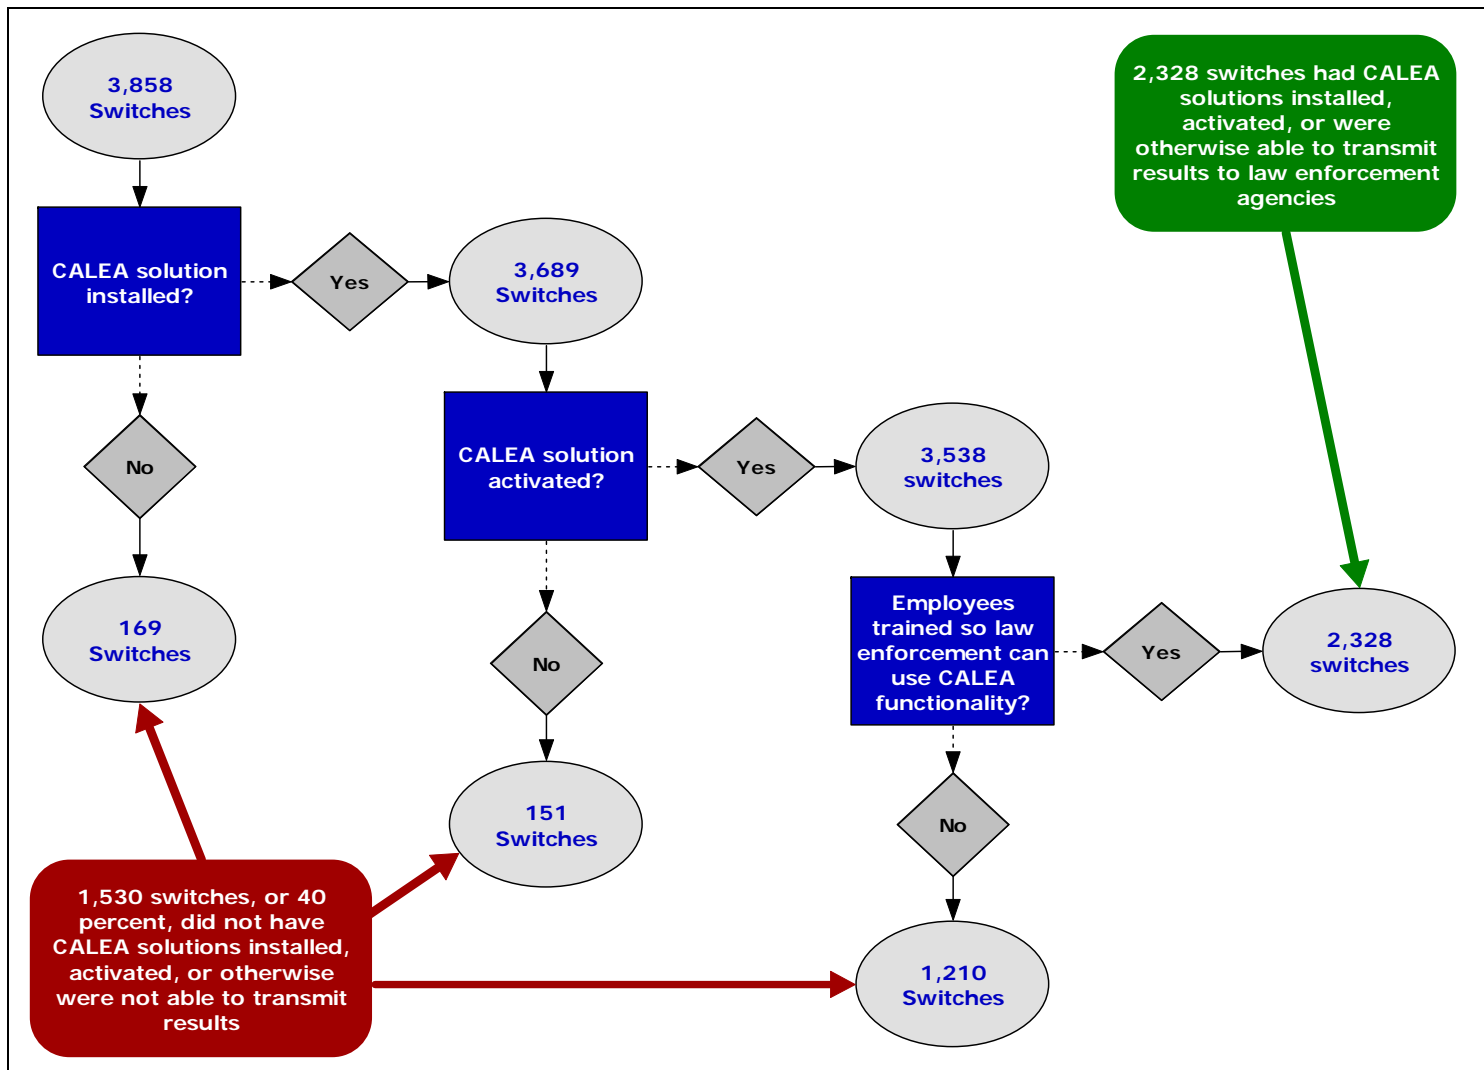 3,858
Switches
2,328 switches had CALEA
solutions installed,
activated, or were
otherwise able to transmit
results to law enforcement
agencies
CALEA solution
installed?
Yes
3,689
Switches
No
CALEA solution
activated?
Yes
3,538
switches
169
Switches
No
Employees
trained so law
enforcement can
use CALEA
functionality?
Yes
2,328
switches
151
Switches
No
1,530 switches, or 40
percent, did not have
CALEA solutions installed,
activated, or otherwise
were not able to transmit
results
1,210
Switches